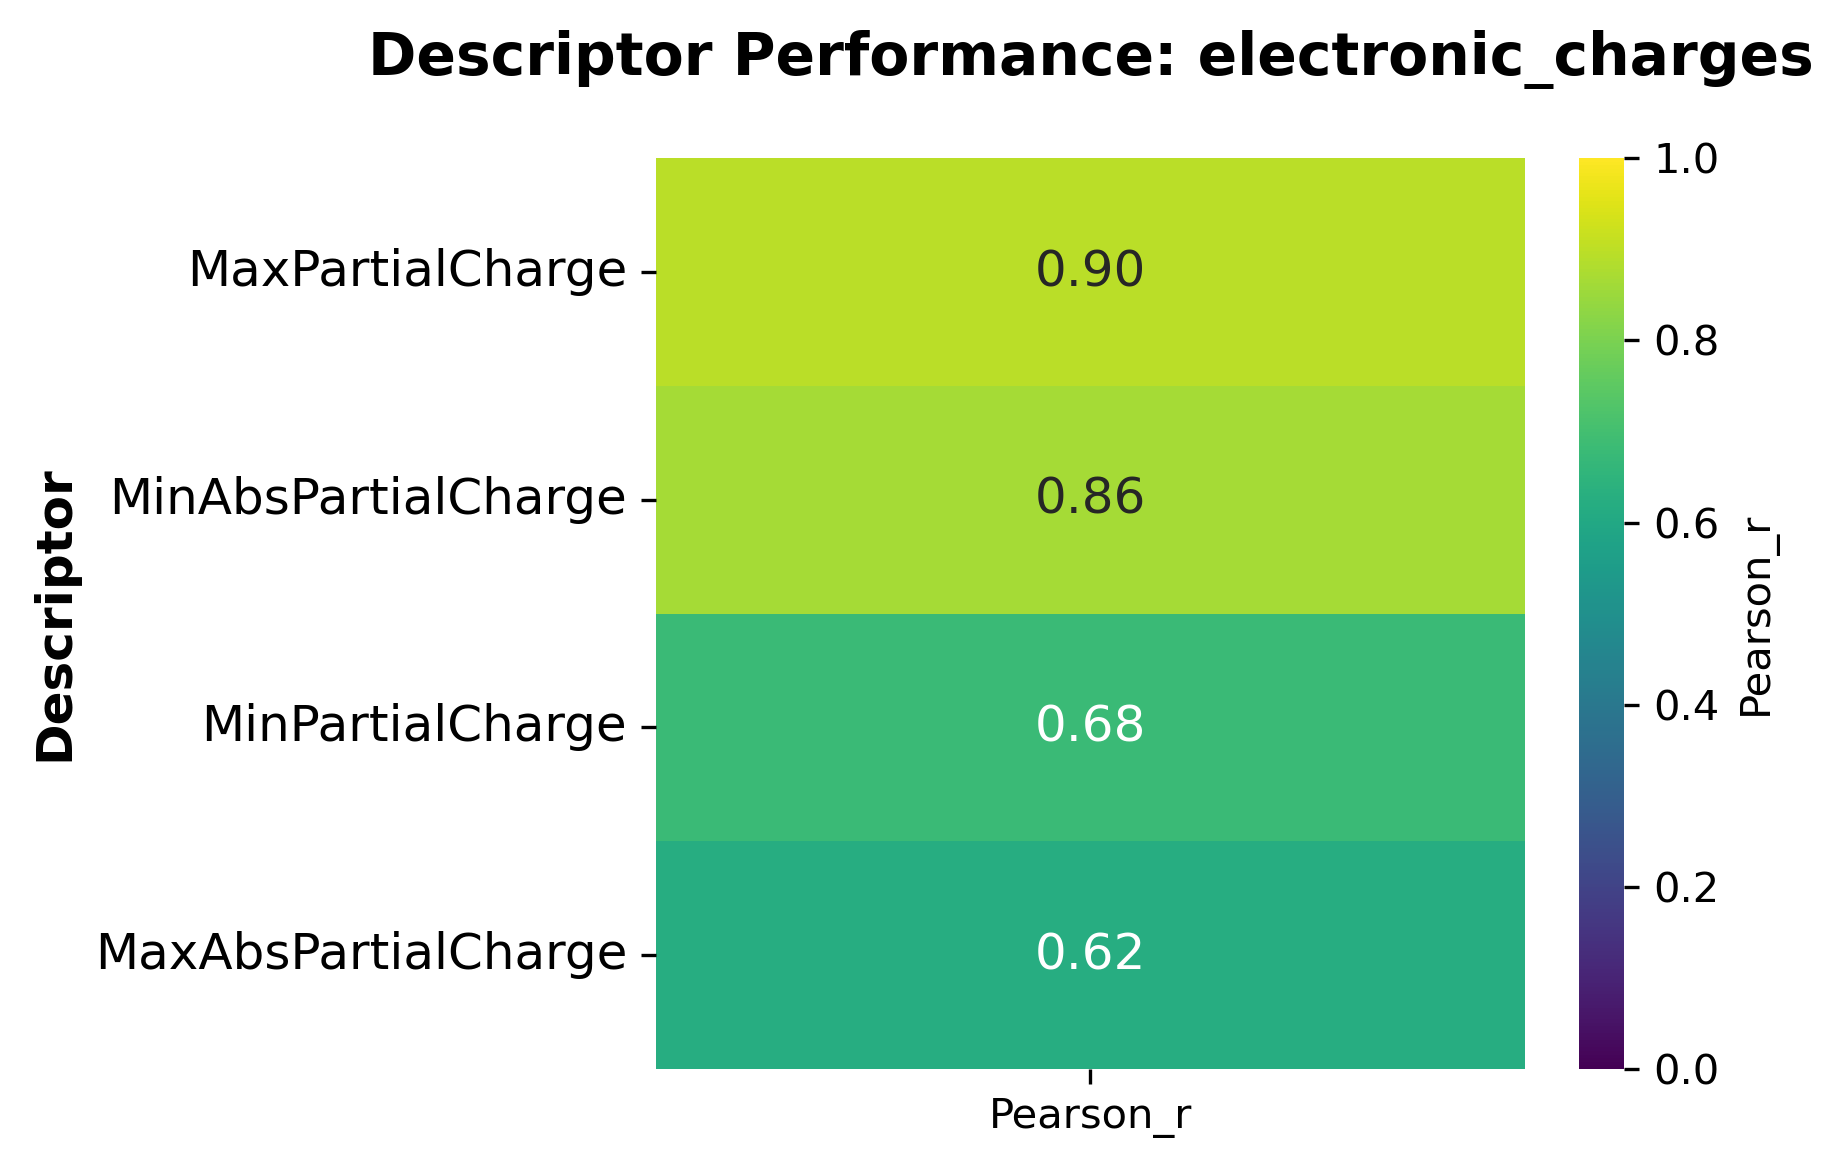 Descriptor Performance: electronic_charges
Descriptor
MaxPartialCharge
MinAbsPartialCharge
MinPartialCharge
MaxAbsPartialCharge
0.90
0.86
0.68
0.62
Pearson_r
1.0
0.8
0.6
0.4
0.2
0.0
Pearson_r